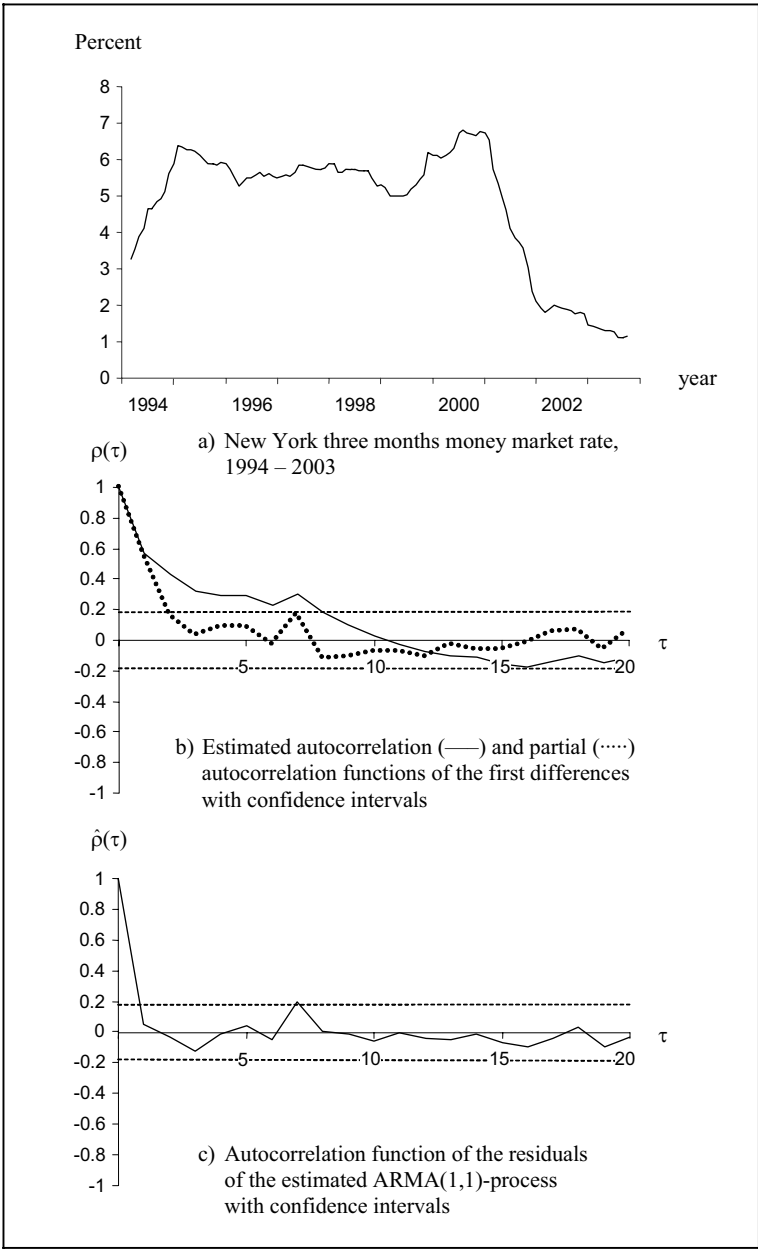 Percent
8
7
6
5
4
3
2
1
0
1994 1996 1998 2000 2002
year
a) New York three months money market rate,
1994 – 2003
ρ(τ)
1
0.8
0.6
0.4
0.2
0
-0.2
-0.4
-0.6
-0.8
-1
5 10 15 20
τ
b) Estimated autocorrelation (——) and partial (·····)
autocorrelation functions of the first differences
with confidence intervals
ρ̂(τ)
1
0.8
0.6
0.4
0.2
0
-0.2
-0.4
-0.6
-0.8
-1
5 10 15 20
τ
c) Autocorrelation function of the residuals
of the estimated ARMA(1,1)-process
with confidence intervals